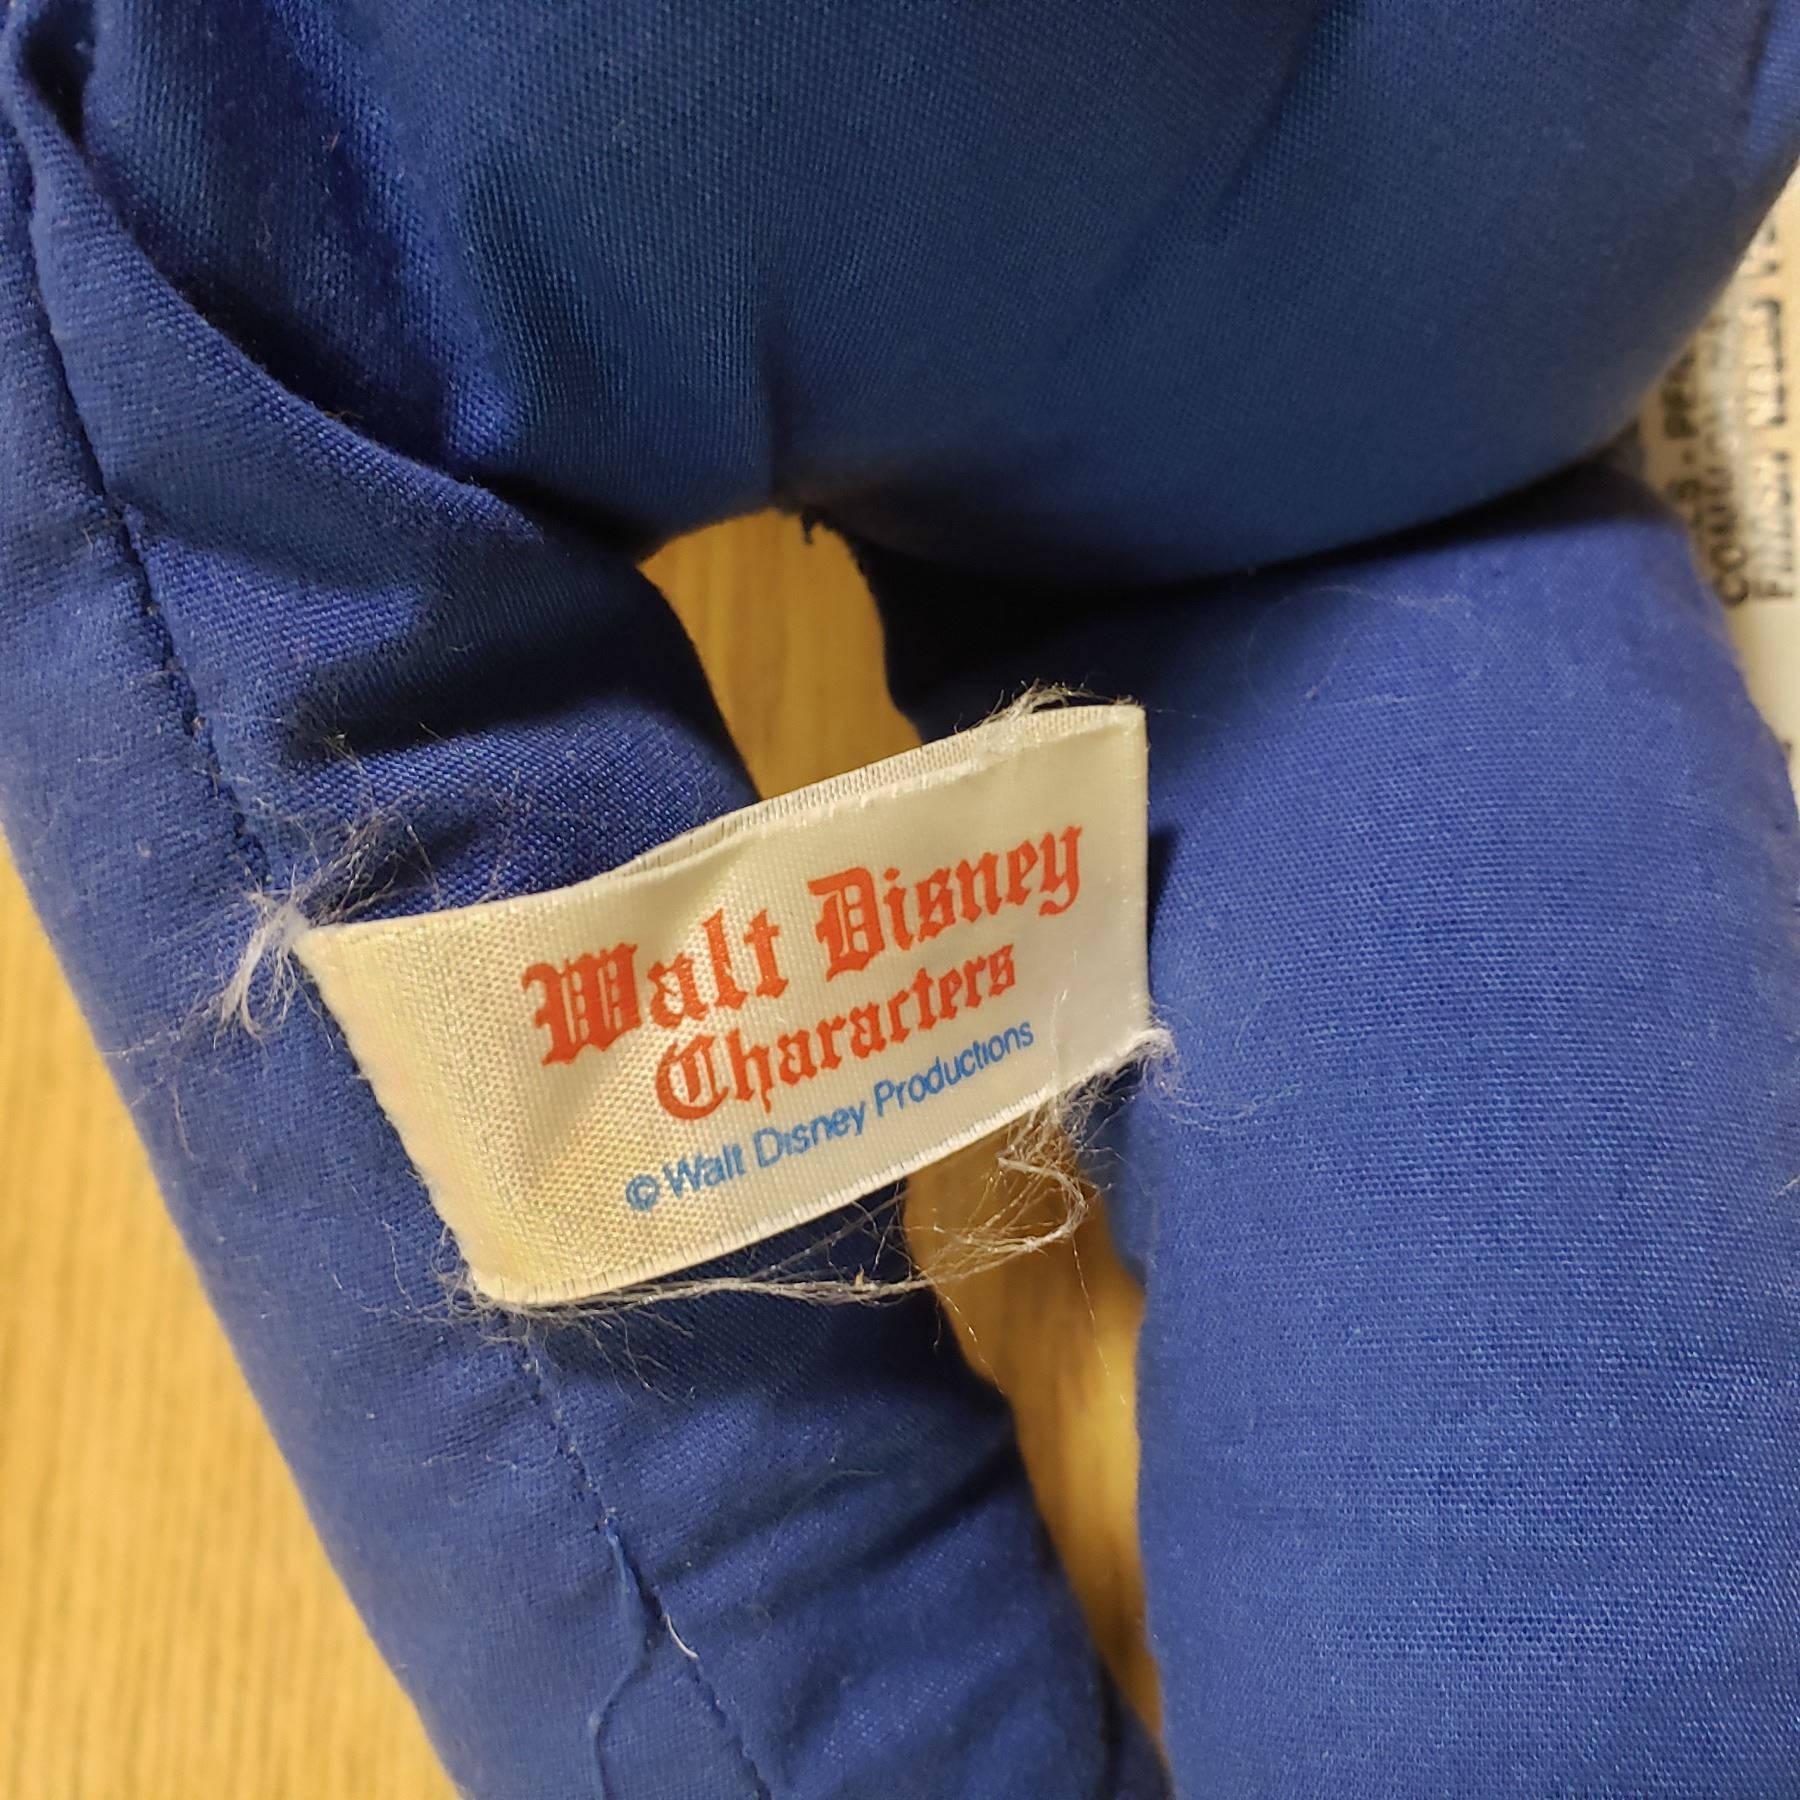 Walt Disney
Characters
© Walt Disney Productions